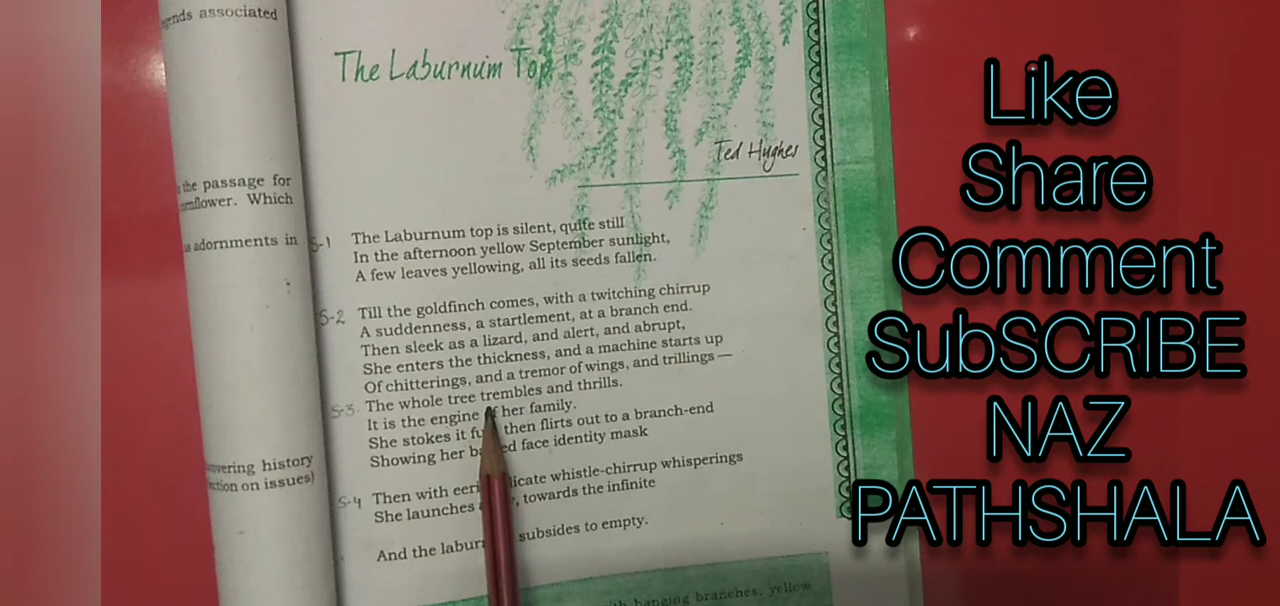 ends associated
the passage for
rnflower. Which
s adornments in
overing history
ction on issues)
The Laburnum Top
Ted Hughes
S-1 The Laburnum top is silent, quite still
In the afternoon yellow September sunlight,
A few leaves yellowing, all its seeds fallen.
S-2 Till the goldfinch comes, with a twitching chirrup
A suddenness, a startlement, at a branch end.
Then sleek as a lizard, and alert, and abrupt,
She enters the thickness, and a machine starts up
Of chitterings, and a tremor of wings, and trillings —
S-3. The whole tree trembles and thrills.
It is the engine of her family.
She stokes it then flirts out to a branch-end
Showing her face identity mask
S-4 Then with whistle-chirrup whisperings
She launches towards the infinite
And the subsides to empty.
hanging branches, yellow
Like
Share
Comment
SubSCRIBE
NAZ
PATHSHALA